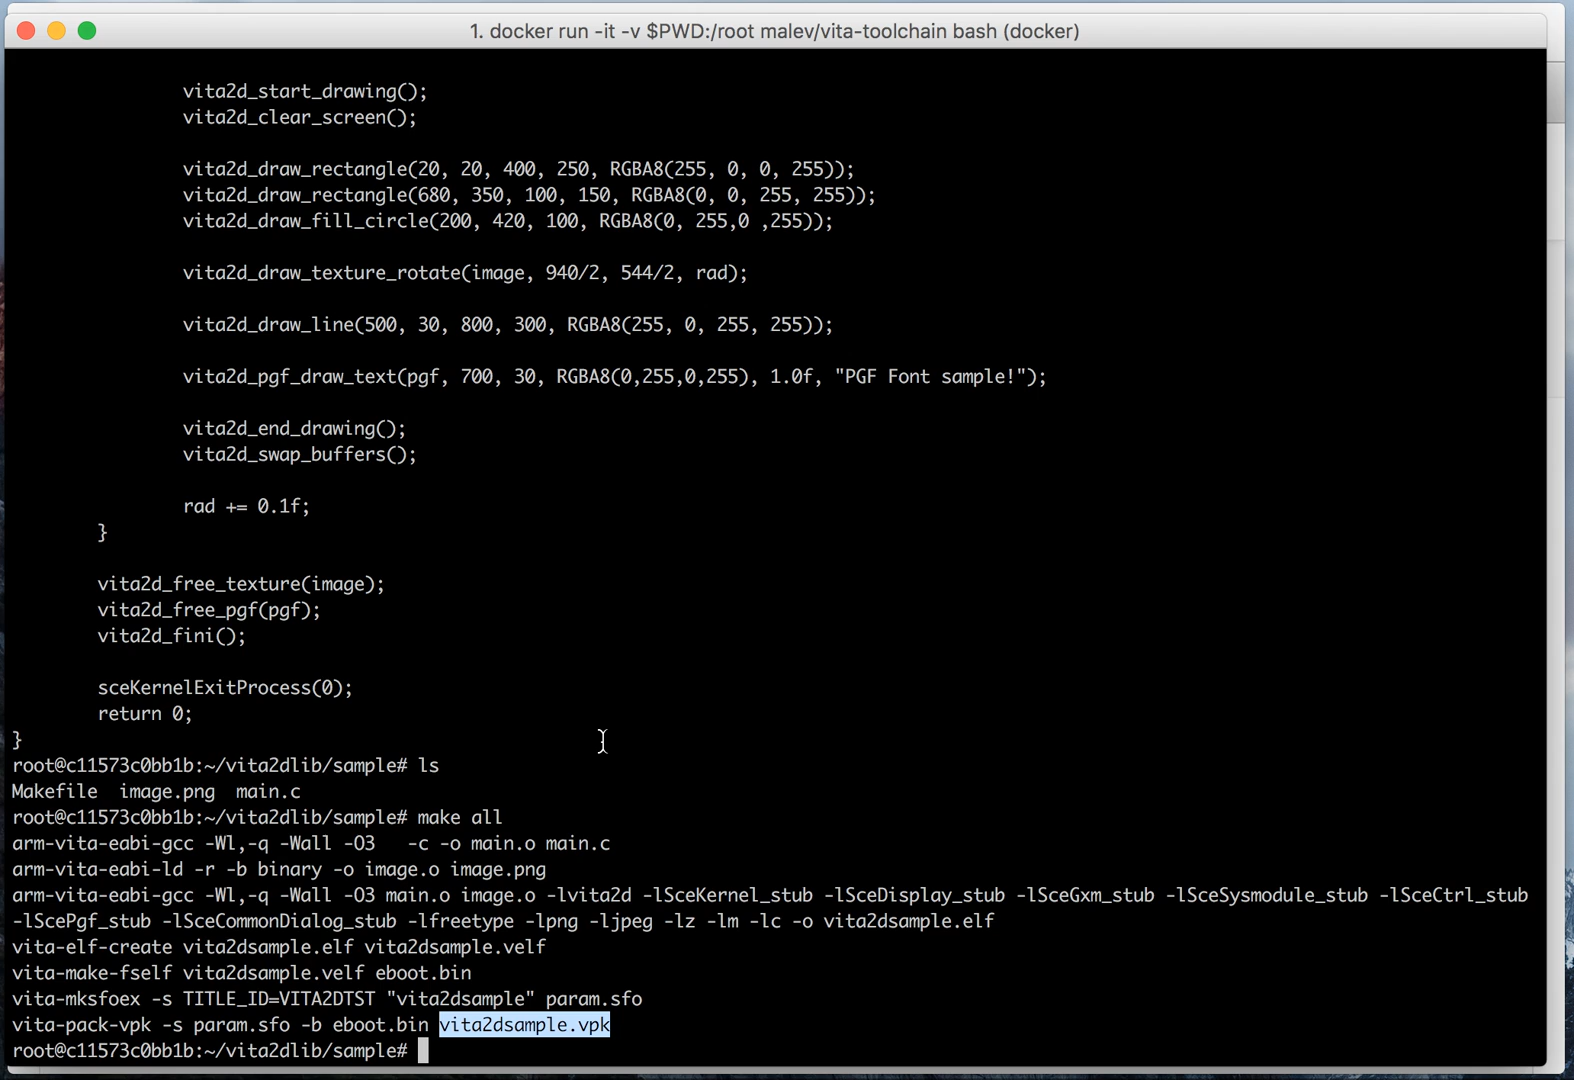 1. docker run -it -v $PWD:/root malev/vita-toolchain bash (docker)
vita2d_start_drawing();
vita2d_clear_screen();
vita2d_draw_rectangle(20, 20, 400, 250, RGBA8(255, 0, 0, 255));
vita2d_draw_rectangle(680, 350, 100, 150, RGBA8(0, 0, 255, 255));
vita2d_draw_fill_circle(200, 420, 100, RGBA8(0, 255,0 ,255));
vita2d_draw_texture_rotate(image, 940/2, 544/2, rad);
vita2d_draw_line(500, 30, 800, 300, RGBA8(255, 0, 255, 255));
vita2d_pgf_draw_text(pgf, 700, 30, RGBA8(0,255,0,255), 1.0f, "PGF Font sample!");
vita2d_end_drawing();
vita2d_swap_buffers();
rad += 0.1f;
}
vita2d_free_texture(image);
vita2d_free_pgf(pgf);
vita2d_fini();
sceKernelExitProcess(0);
return 0;
}
root@c11573c0bb1b:~/vita2dlib/sample# ls
Makefile  image.png  main.c
root@c11573c0bb1b:~/vita2dlib/sample# make all
arm-vita-eabi-gcc -Wl,-q -Wall -O3   -c -o main.o main.c
arm-vita-eabi-ld -r -b binary -o image.o image.png
arm-vita-eabi-gcc -Wl,-q -Wall -O3 main.o image.o -lvita2d -lSceKernel_stub -lSceDisplay_stub -lSceGxm_stub -lSceSysmodule_stub -lSceCtrl_stub
-lScePgf_stub -lSceCommonDialog_stub -lfreetype -lpng -ljpeg -lz -lm -lc -o vita2dsample.elf
vita-elf-create vita2dsample.elf vita2dsample.velf
vita-make-fself vita2dsample.velf eboot.bin
vita-mksfoex -s TITLE_ID=VITA2DTST "vita2dsample" param.sfo
vita-pack-vpk -s param.sfo -b eboot.bin vita2dsample.vpk
root@c11573c0bb1b:~/vita2dlib/sample#